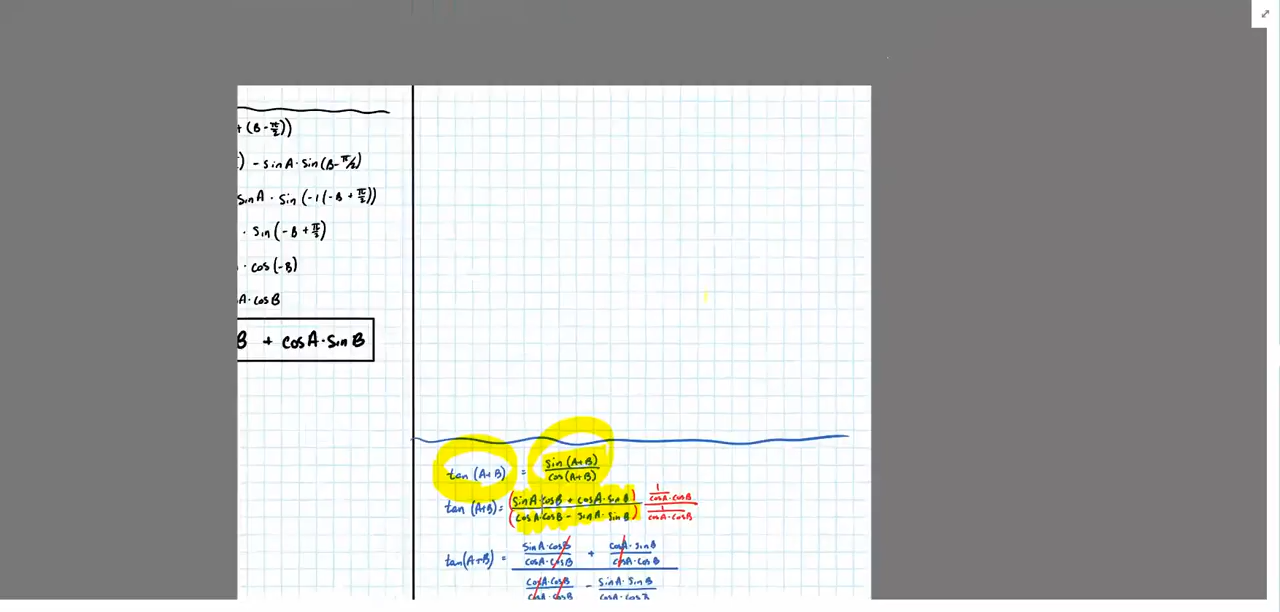 + (B - π/2))
) - sinA · sin(B - π/2)
sinA · sin(-1(-B + π/2))
· sin(-B + π/2)
· cos(-B)
A · cosB
B + cosA · sinB
tan(A+B) = sin(A+B) / cos(A+B)
tan(A+B) = (sinA · cosB + cosA · sinB) / (cosA · cosB - sinA · sinB) · (1 / cosA · cosB) / (1 / cosA · cosB)
tan(A+B) = (sinA · cosB / cosA · cosB + cosA · sinB / cosA · cosB) / (cosA · cosB / cosA · cosB - sinA · sinB / cosA · cosB)